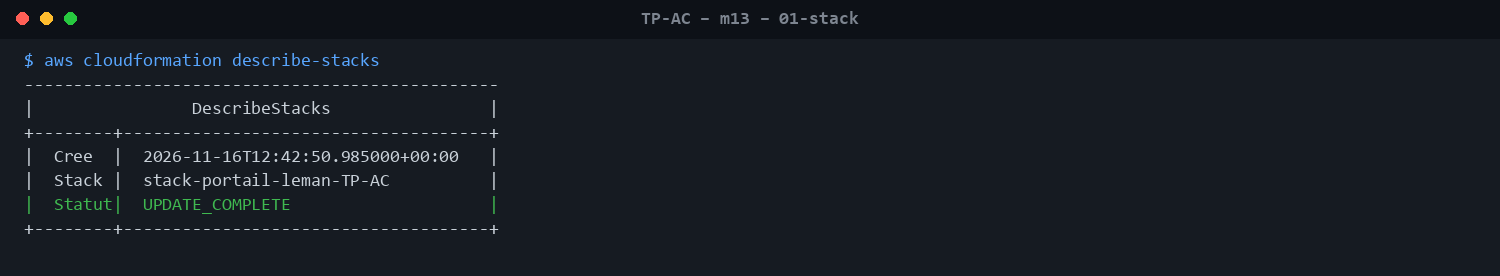 TP-AC – m13 – 01-stack
$ aws cloudformation describe-stacks
------------------------------------------------
|                DescribeStacks                |
+--------+-------------------------------------+
|  Cree  |  2026-11-16T12:42:50.985000+00:00   |
|  Stack |  stack-portail-leman-TP-AC          |
|  Statut|  UPDATE_COMPLETE                    |
+--------+-------------------------------------+